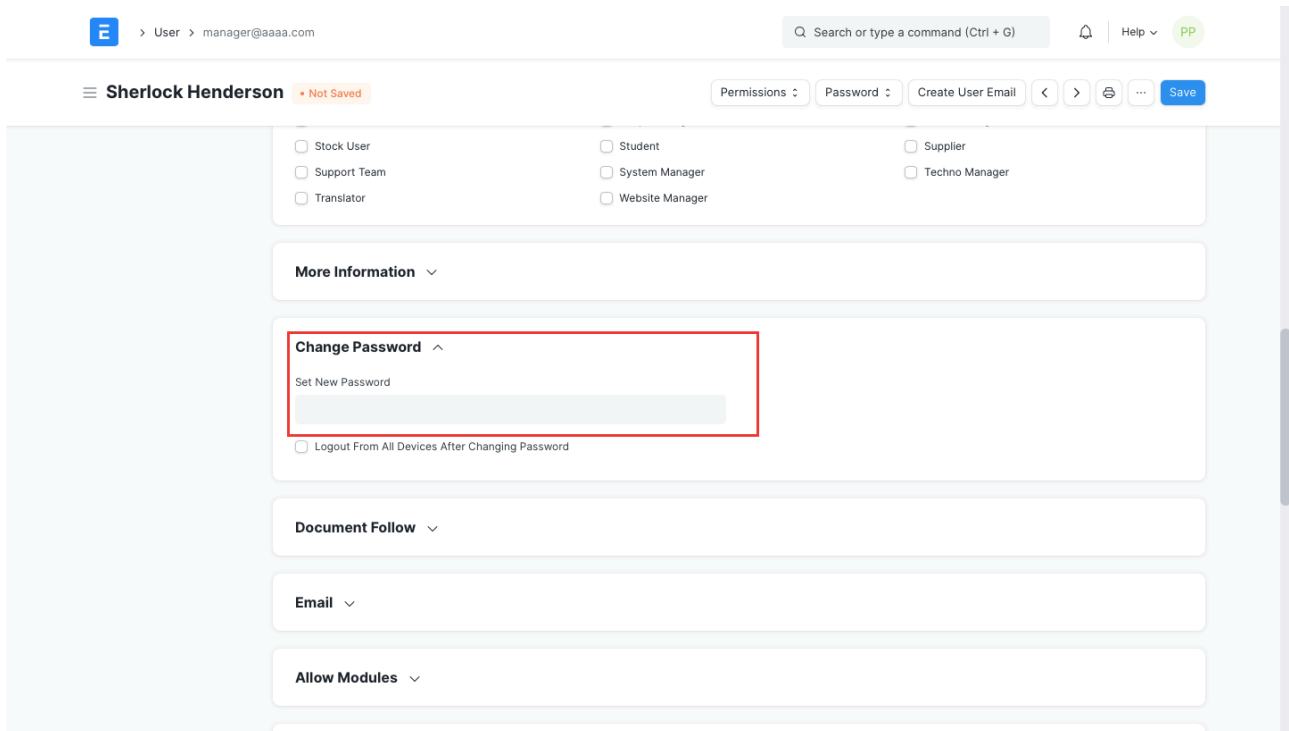 E > User > manager@aaaa.com Search or type a command (Ctrl + G) Help PP
Sherlock Henderson • Not Saved Permissions Password Create User Email < > ... Save
Stock User Student Supplier
Support Team System Manager Techno Manager
Translator Website Manager
More Information
Change Password
Set New Password
Logout From All Devices After Changing Password
Document Follow
Email
Allow Modules